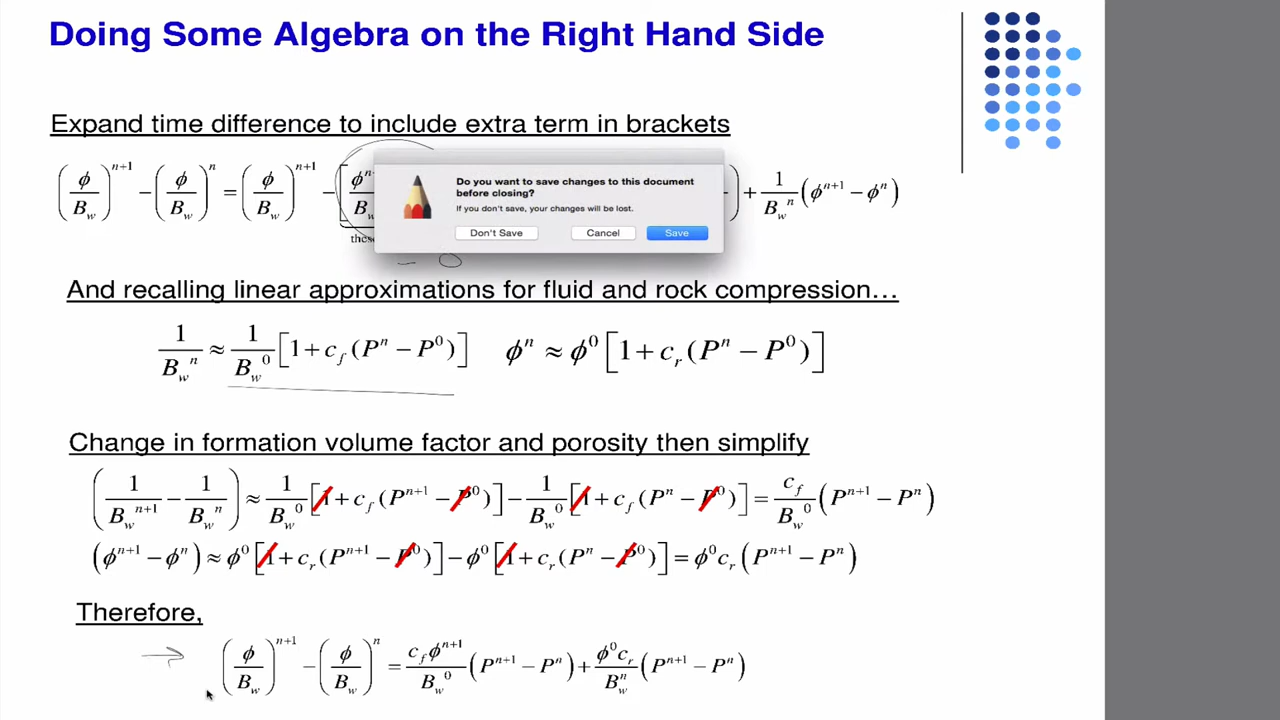 Doing Some Algebra on the Right Hand Side
Expand time difference to include extra term in brackets
(ϕ/B_w)^{n+1} − (ϕ/B_w)^n = (ϕ/B_w)^{n+1} − [ϕ^n / B_w
) + 1/B_w^n (ϕ^{n+1} − ϕ^n)
these
Do you want to save changes to this document
before closing?
If you don't save, your changes will be lost.
Don't Save Cancel Save
And recalling linear approximations for fluid and rock compression…
1/B_w^n ≈ 1/B_w^0 [1 + c_f (P^n − P^0)] ϕ^n ≈ ϕ^0 [1 + c_r (P^n − P^0)]
Change in formation volume factor and porosity then simplify
(1/B_w^{n+1} − 1/B_w^n) ≈ 1/B_w^0 [1 + c_f (P^{n+1} − P^0)] − 1/B_w^0 [1 + c_f (P^n − P^0)] = c_f/B_w^0 (P^{n+1} − P^n)
(ϕ^{n+1} − ϕ^n) ≈ ϕ^0 [1 + c_r (P^{n+1} − P^0)] − ϕ^0 [1 + c_r (P^n − P^0)] = ϕ^0 c_r (P^{n+1} − P^n)
Therefore,
(ϕ/B_w)^{n+1} − (ϕ/B_w)^n = c_f ϕ^{n+1}/B_w^0 (P^{n+1} − P^n) + ϕ^0 c_r/B_w^n (P^{n+1} − P^n)